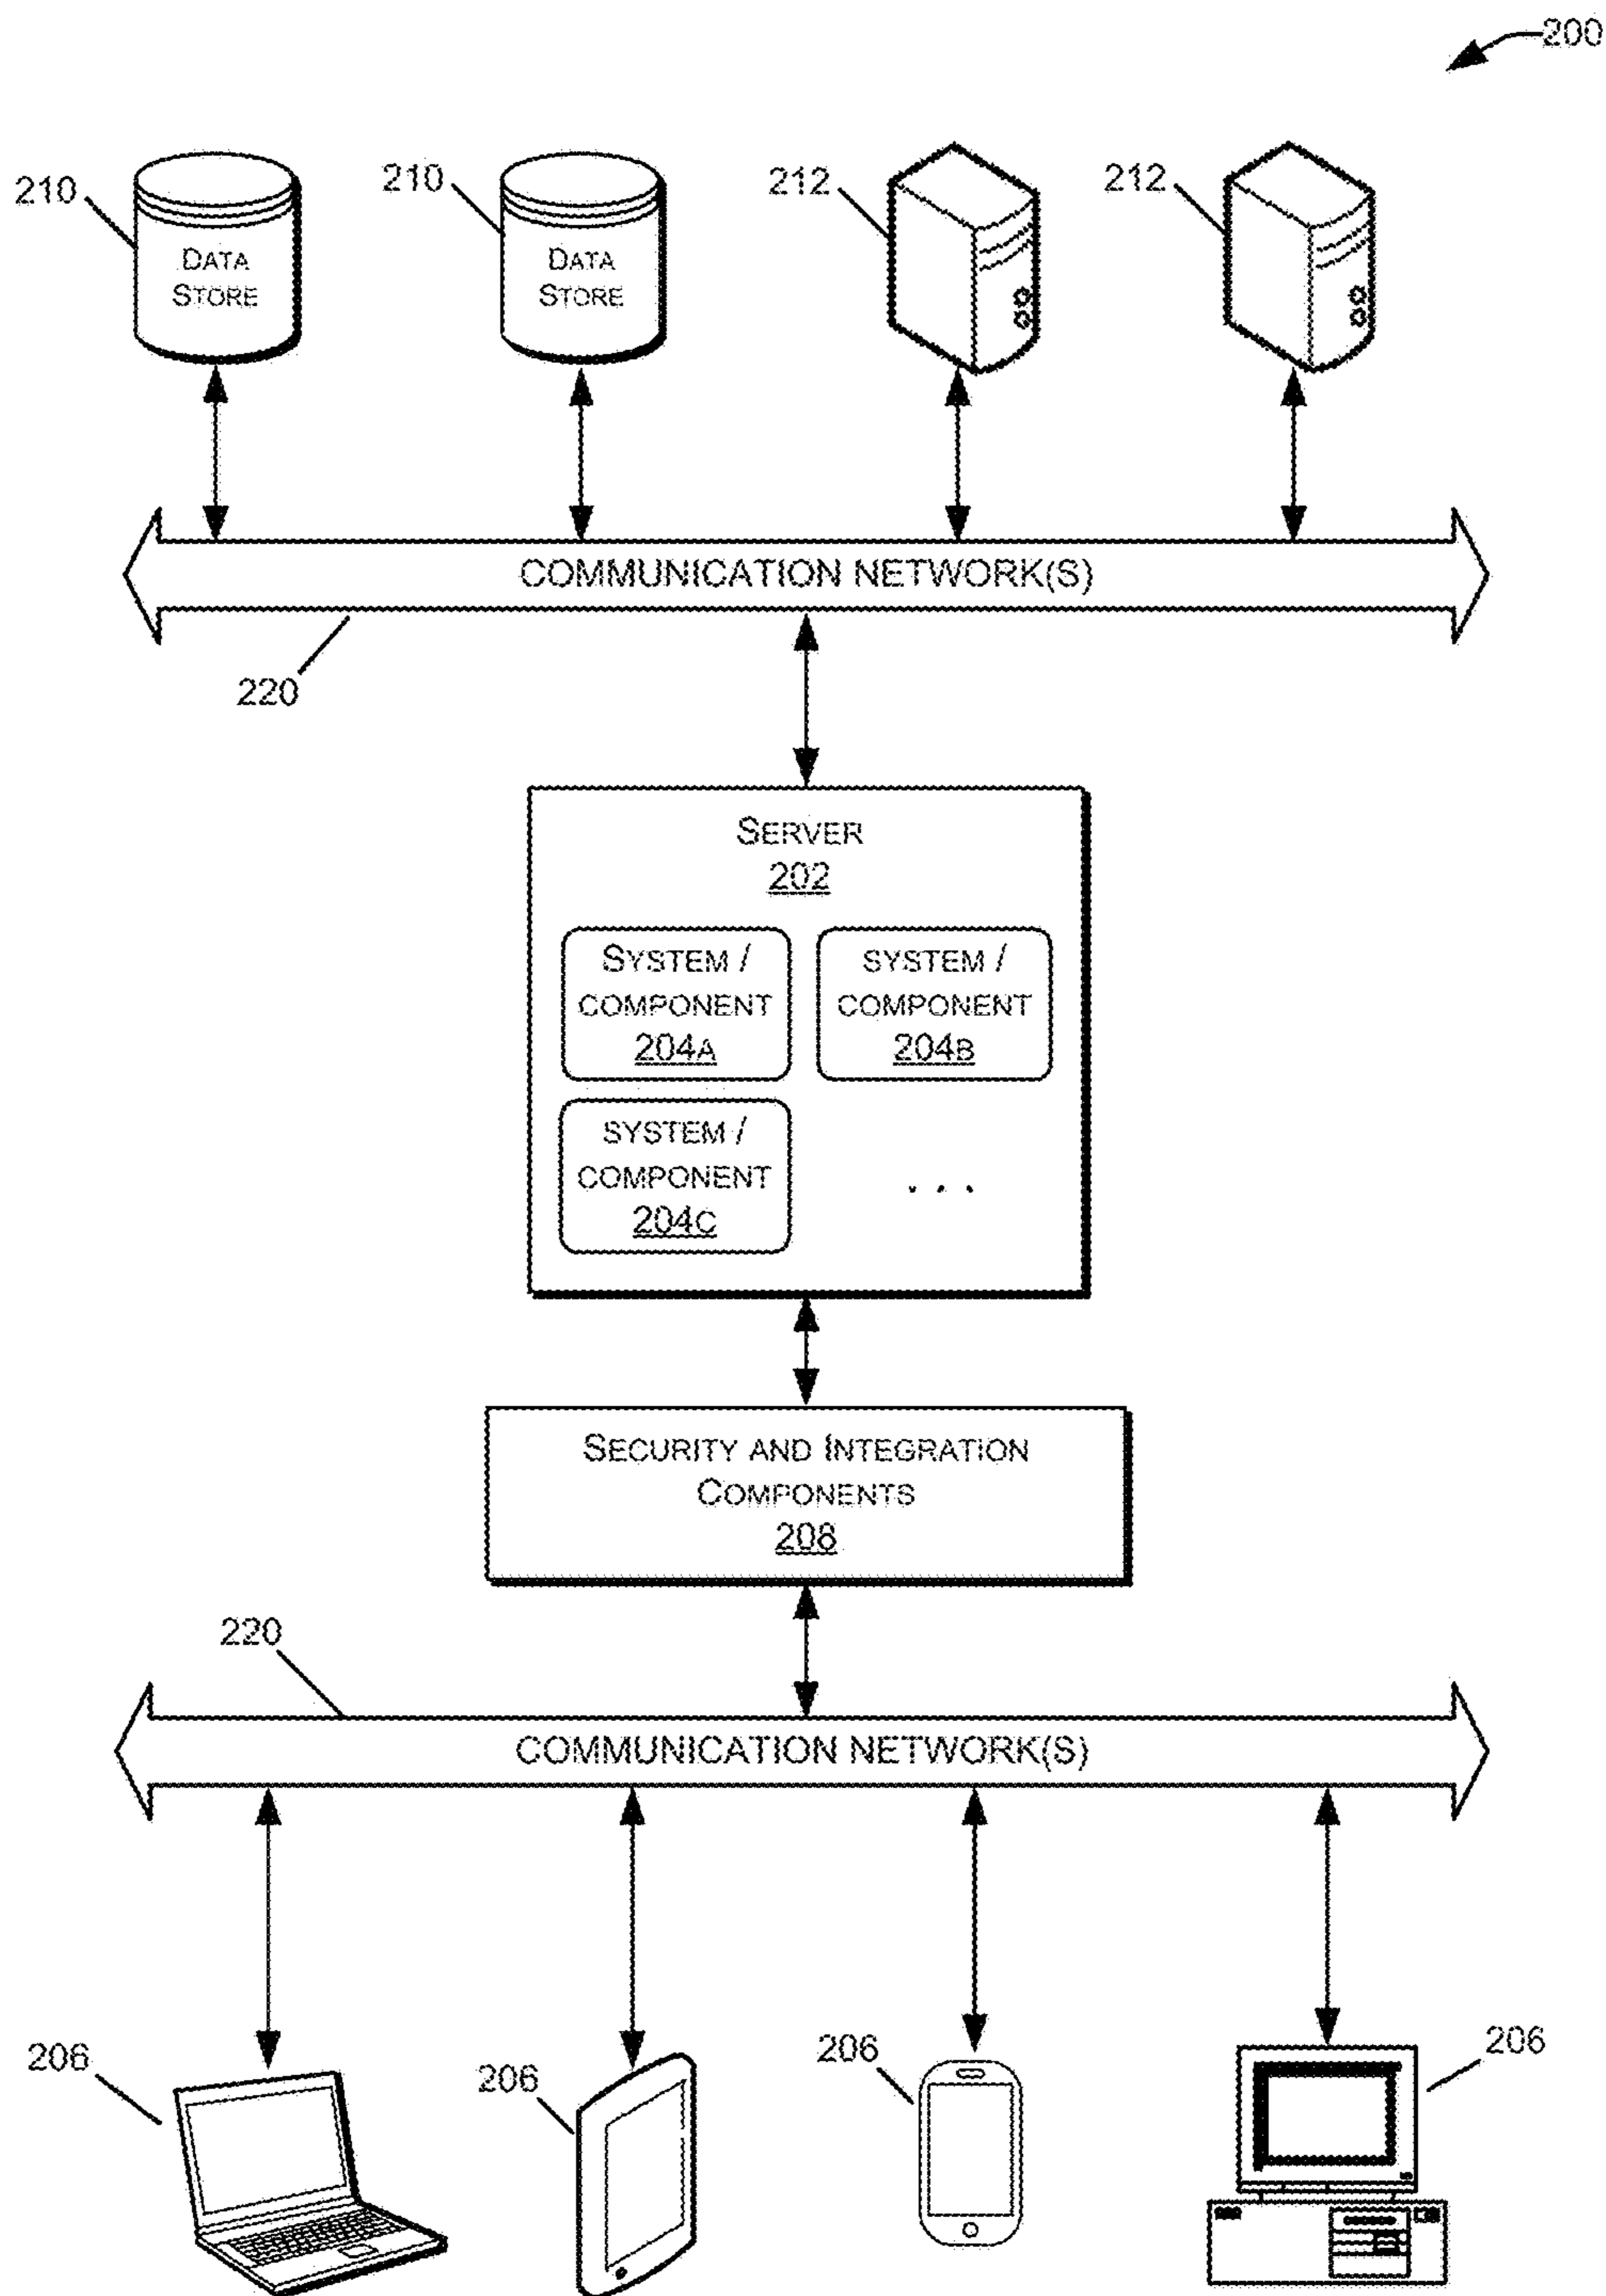 200
210
210
212
212
DATA
STORE
DATA
STORE
COMMUNICATION NETWORK(S)
220
SERVER
202
SYSTEM /
COMPONENT
204A
SYSTEM /
COMPONENT
204B
SYSTEM /
COMPONENT
204C
. . .
SECURITY AND INTEGRATION
COMPONENTS
208
220
COMMUNICATION NETWORK(S)
206
206
206
206